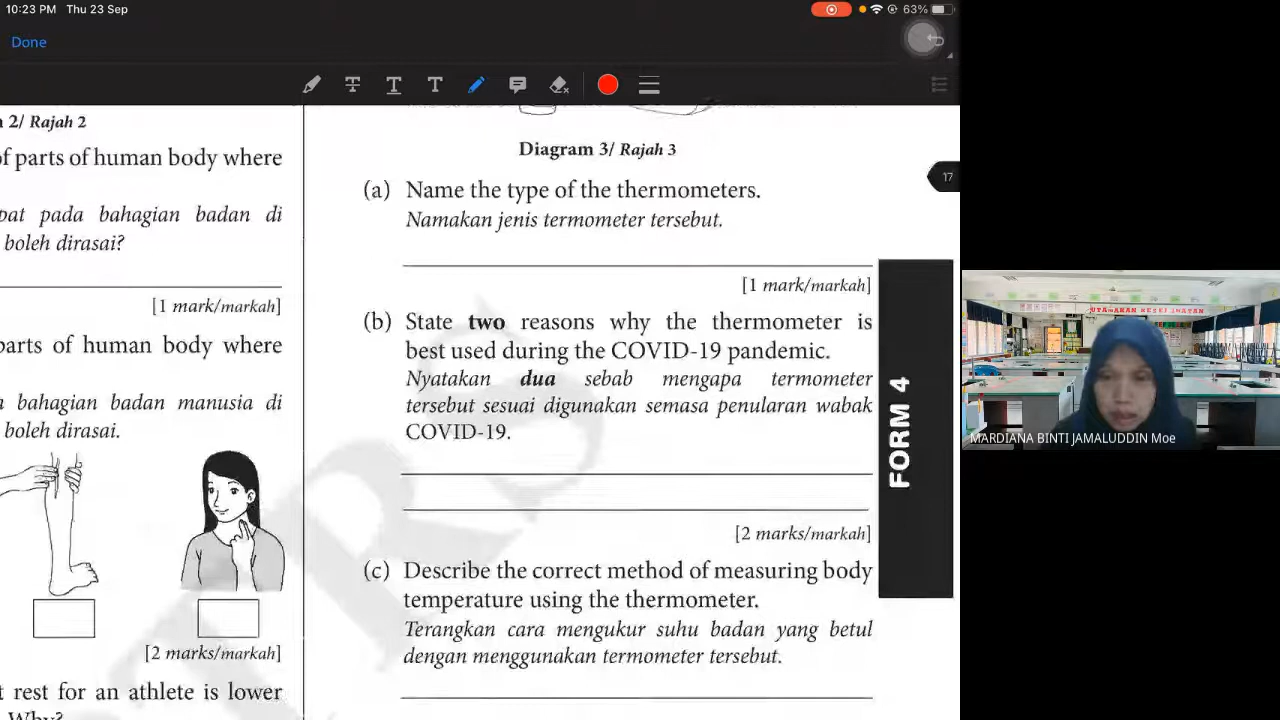 10:23 PM Thu 23 Sep
63%
Done
n 2/ Rajah 2
of parts of human body where
pat pada bahagian badan di
boleh dirasai?
[1 mark/markah]
parts of human body where
a bahagian badan manusia di
boleh dirasai.
[2 marks/markah]
t rest for an athlete is lower
Why?
Diagram 3/ Rajah 3
(a) Name the type of the thermometers.
Namakan jenis termometer tersebut.
[1 mark/markah]
(b) State two reasons why the thermometer is
best used during the COVID-19 pandemic.
Nyatakan dua sebab mengapa termometer
tersebut sesuai digunakan semasa penularan wabak
COVID-19.
[2 marks/markah]
(c) Describe the correct method of measuring body
temperature using the thermometer.
Terangkan cara mengukur suhu badan yang betul
dengan menggunakan termometer tersebut.
17
FORM 4
MARDIANA BINTI JAMALUDDIN Moe